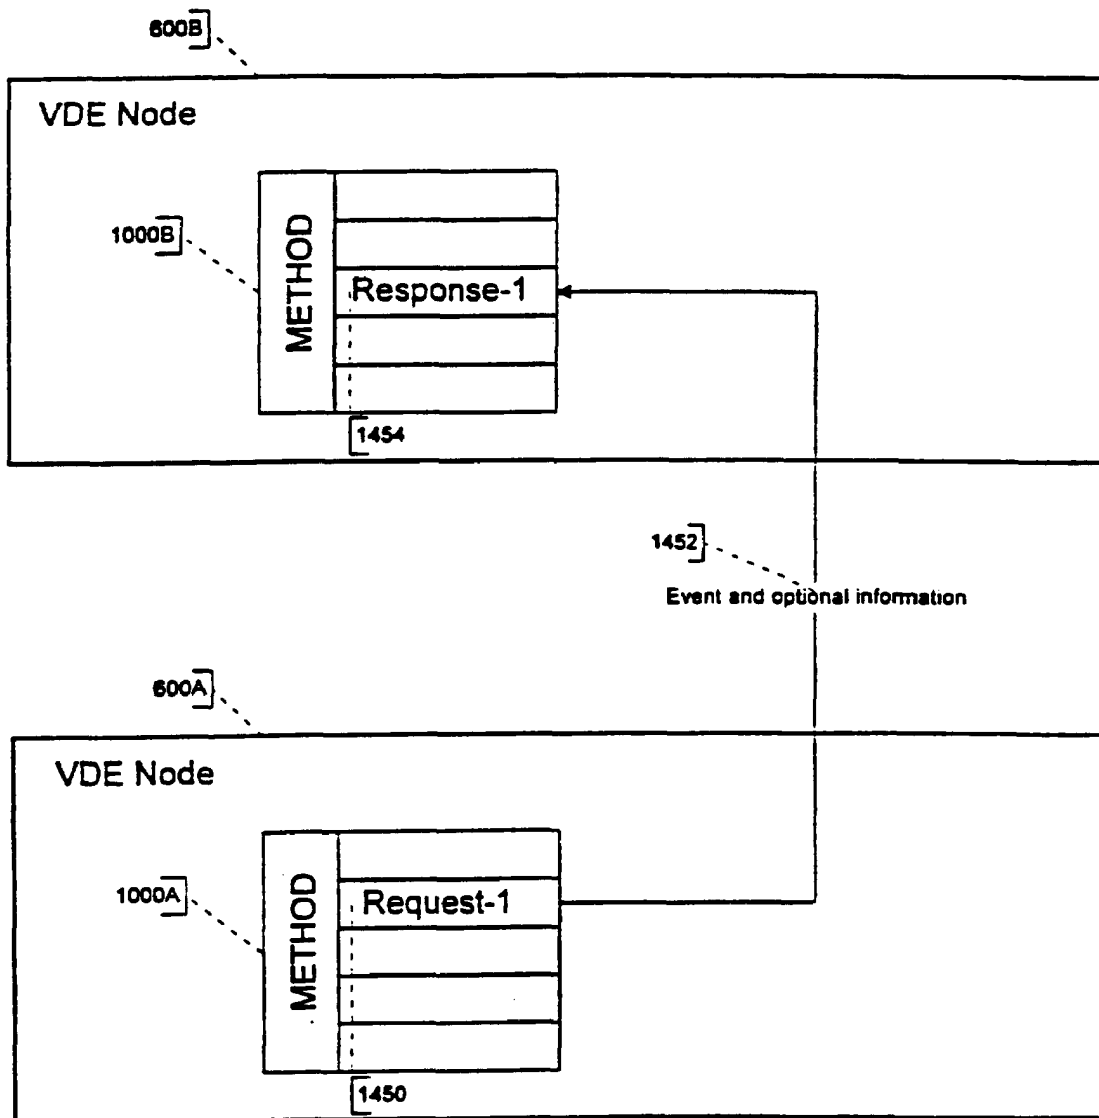 600B
VDE Node
1000B
METHOD
Response-1
1454
1452
Event and optional information
600A
VDE Node
1000A
METHOD
Request-1
1450